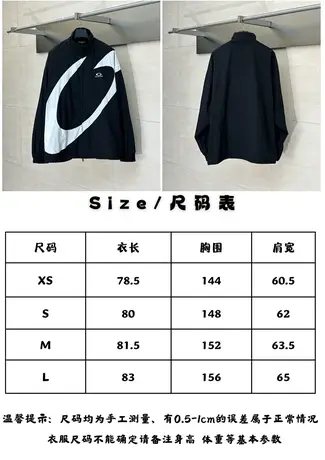 Size/尺码表
尺码 衣长 胸围 肩宽
XS 78.5 144 60.5
S 80 148 62
M 81.5 152 63.5
L 83 156 65
温馨提示：尺码均为手工测量、有0.5-1cm的误差属于正常情况
衣服尺码不能确定请备注身高 体重等基本参数